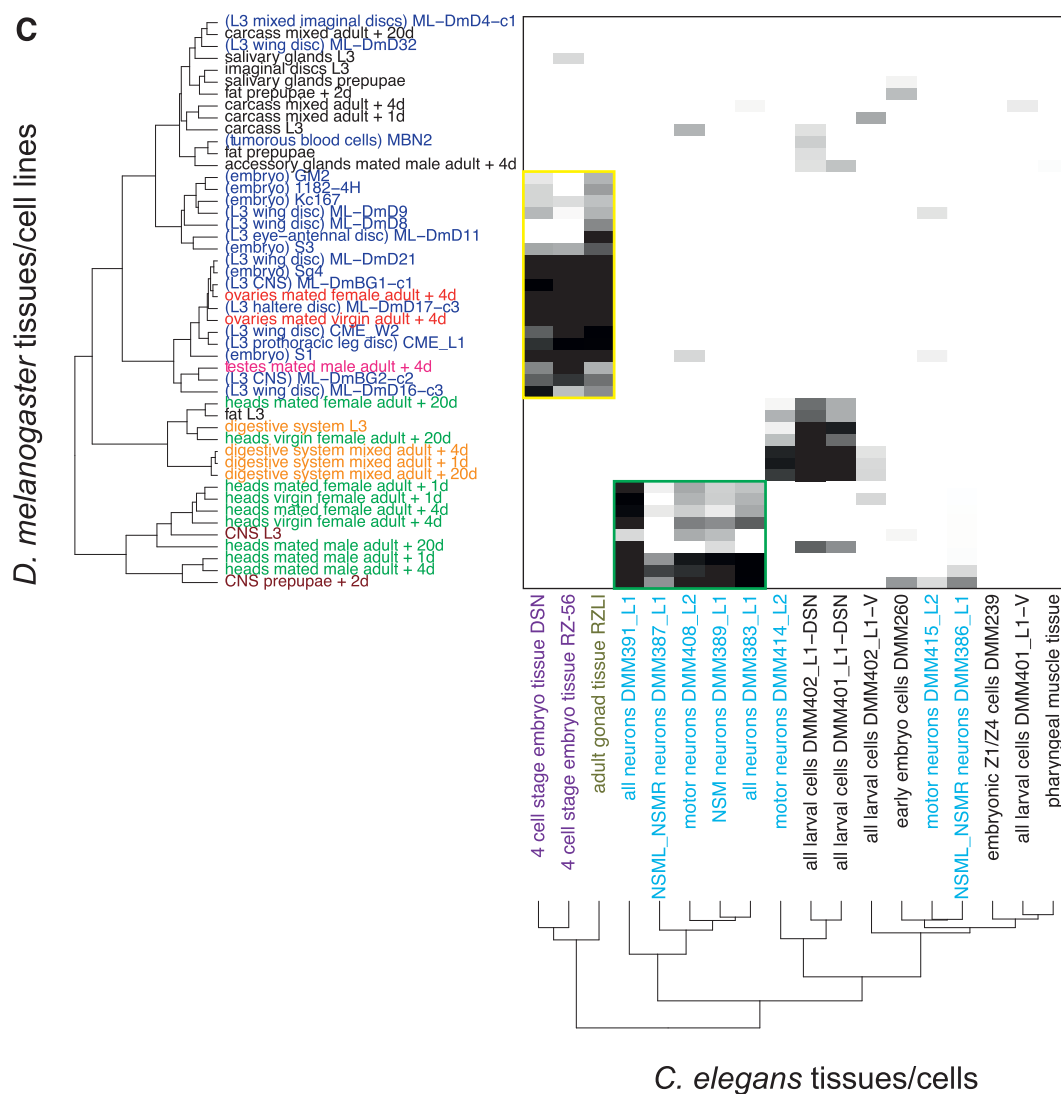 C
D. melanogaster tissues/cell lines
(L3 mixed imaginal discs) ML-DmD4-c1
carcass mixed adult + 20d
(L3 wing disc) ML-DmD32
salivary glands L3
imaginal discs L3
salivary glands prepupae
fat prepupae + 2d
carcass mixed adult + 4d
carcass mixed adult + 1d
carcass L3
(tumorous blood cells) MBN2
fat prepupae
accessory glands mated male adult + 4d
(embryo) GM2
(embryo) 1182-4H
(embryo) Kc167
(L3 wing disc) ML-DmD9
(L3 wing disc) ML-DmD8
(L3 eye-antennal disc) ML-DmD11
(embryo) S3
(L3 wing disc) ML-DmD21
(embryo) Sg4
(L3 CNS) ML-DmBG1-c1
ovaries mated female adult + 4d
(L3 haltere disc) ML-DmD17-c3
ovaries mated virgin adult + 4d
(L3 wing disc) CME_W2
(L3 prothoracic leg disc) CME_L1
(embryo) S1
testes mated male adult + 4d
(L3 CNS) ML-DmBG2-c2
(L3 wing disc) ML-DmD16-c3
heads mated female adult + 20d
fat L3
digestive system L3
heads virgin female adult + 20d
digestive system mixed adult + 4d
digestive system mixed adult + 1d
digestive system mixed adult + 20d
heads mated female adult + 1d
heads virgin female adult + 1d
heads mated female adult + 4d
heads virgin female adult + 4d
CNS L3
heads mated male adult + 20d
heads mated male adult + 1d
heads mated male adult + 4d
CNS prepupae + 2d
4 cell stage embryo tissue DSN
4 cell stage embryo tissue RZ-56
adult gonad tissue RZLI
all neurons DMM391_L1
NSML_NSMR neurons DMM387_L1
motor neurons DMM408_L2
NSM neurons DMM389_L1
all neurons DMM383_L1
motor neurons DMM414_L2
all larval cells DMM402_L1-DSN
all larval cells DMM401_L1-DSN
all larval cells DMM402_L1-V
early embryo cells DMM260
motor neurons DMM415_L2
NSML_NSMR neurons DMM386_L1
embryonic Z1/Z4 cells DMM239
all larval cells DMM401_L1-V
pharyngeal muscle tissue
C. elegans tissues/cells